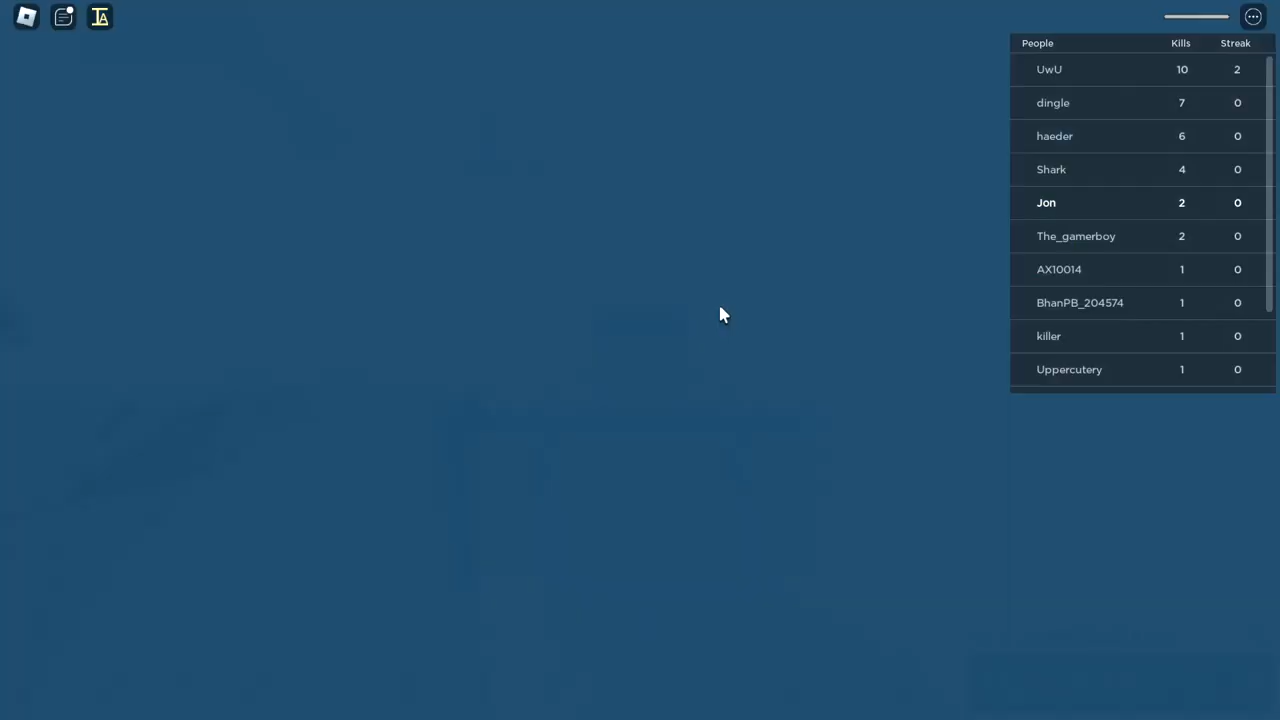 TA
People Kills Streak
UwU 10 2
dingle 7 0
haeder 6 0
Shark 4 0
Jon 2 0
The_gamerboy 2 0
AX10014 1 0
BhanPB_204574 1 0
killer 1 0
Uppercutery 1 0